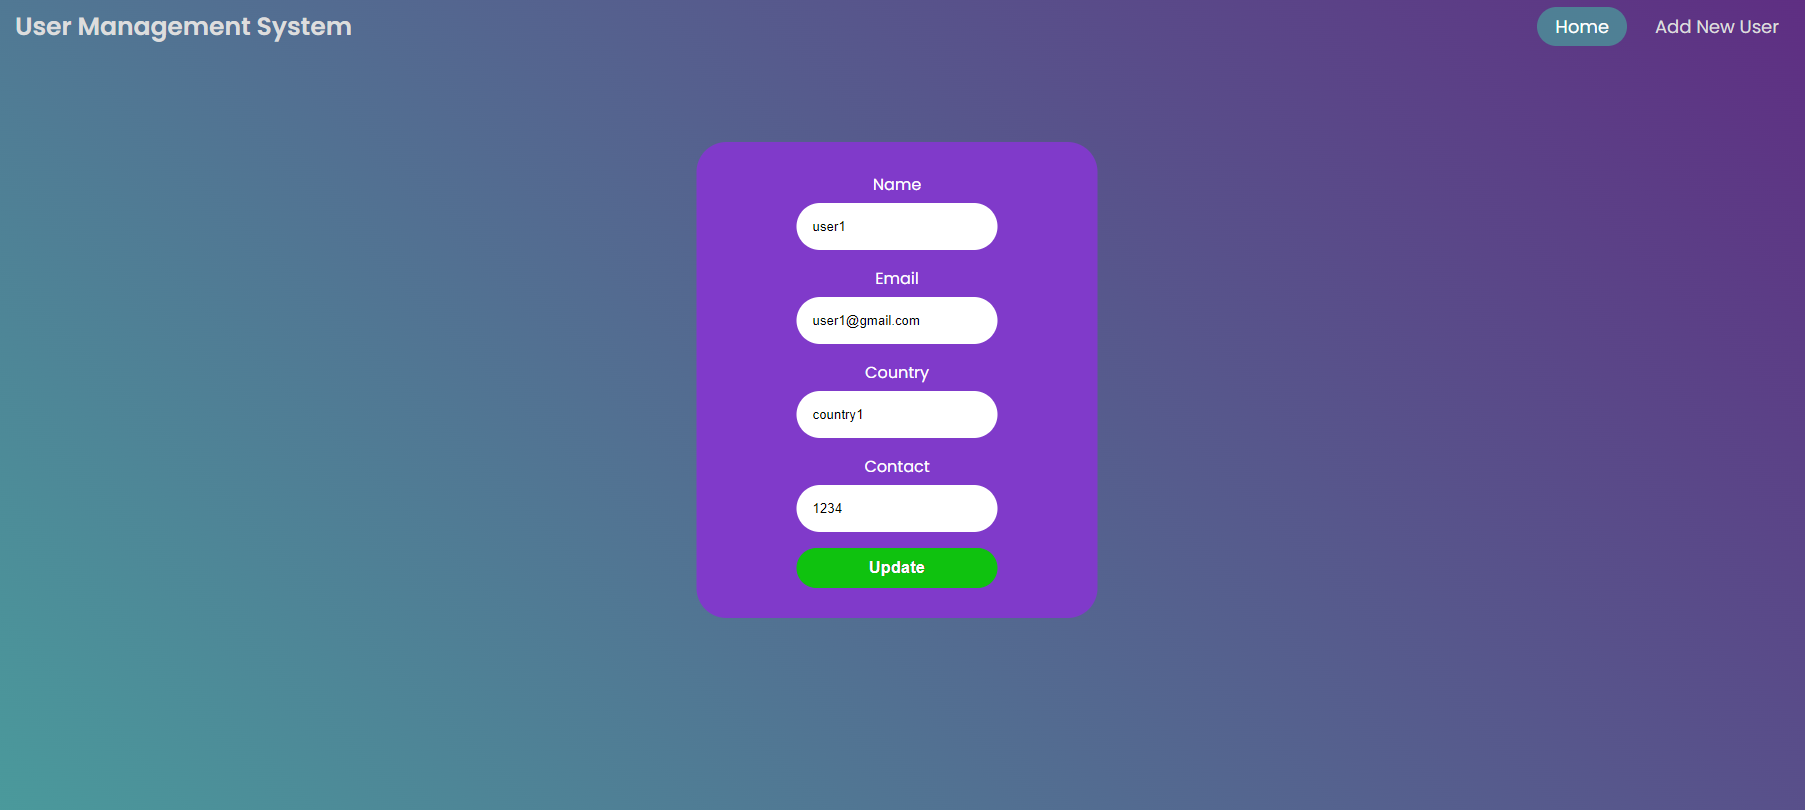 User Management System
Home
Add New User
Name
user1
Email
user1@gmail.com
Country
country1
Contact
1234
Update